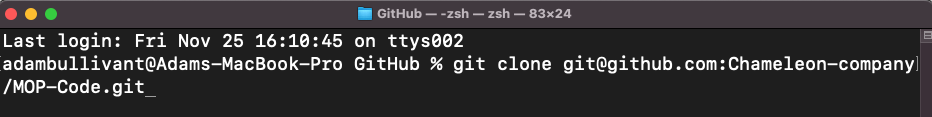 GitHub — -zsh — zsh — 83×24
Last login: Fri Nov 25 16:10:45 on ttys002
[adambullivant@Adams-MacBook-Pro GitHub % git clone git@github.com:Chameleon-company]
/MOP-Code.git_